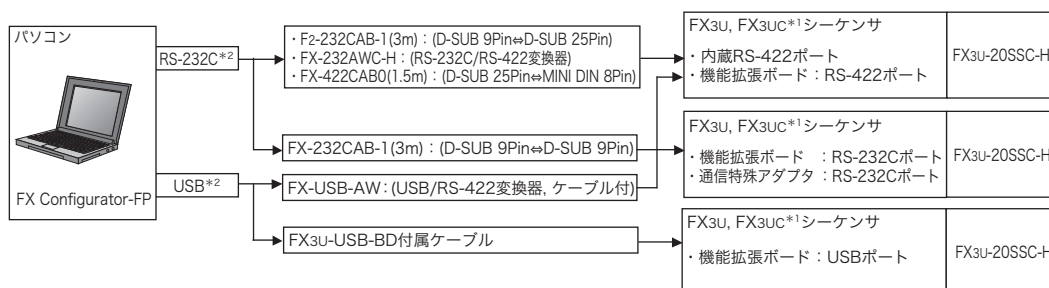 パソコン
FX Configurator-FP
RS-232C*2
USB*2
・F2-232CAB-1(3m)：(D-SUB 9Pin⇔D-SUB 25Pin)
・FX-232AWC-H：(RS-232C/RS-422変換器)
・FX-422CAB0(1.5m)：(D-SUB 25Pin⇔MINI DIN 8Pin)
FX-232CAB-1(3m)：(D-SUB 9Pin⇔D-SUB 9Pin)
FX-USB-AW：(USB/RS-422変換器, ケーブル付)
FX3U-USB-BD付属ケーブル
FX3U, FX3UC*1シーケンサ
・内蔵RS-422ポート
・機能拡張ボード：RS-422ポート
FX3U-20SSC-H
FX3U, FX3UC*1シーケンサ
・機能拡張ボード　：RS-232Cポート
・通信特殊アダプタ：RS-232Cポート
FX3U-20SSC-H
FX3U, FX3UC*1シーケンサ
・機能拡張ボード：USBポート
FX3U-20SSC-H